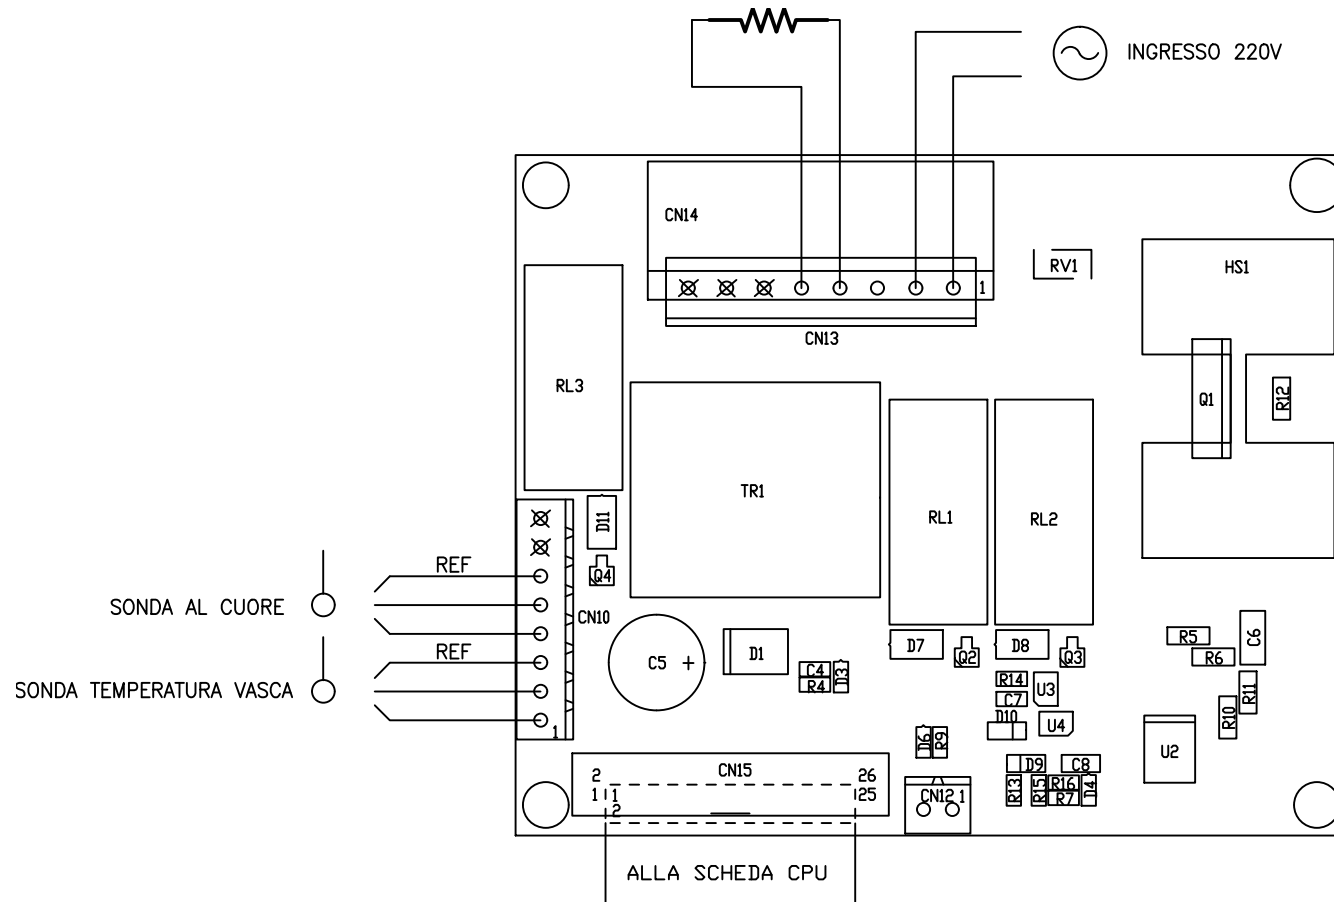 INGRESSO 220V
CN14
RV1
HS1
1
CN13
RL3
Q1
R12
TR1
RL1
RL2
D11
REF
Q4
SONDA AL CUORE
CN10
R5
C6
D7
D8
REF
D1
Q2
Q3
R6
C5 +
C4
D3
R14
U3
R4
SONDA TEMPERATURA VASCA
C7
R11
D10
R10
1
U4
D6
R9
U2
CN15
D9
C8
2
26
R13
R15
R16
D4
1
1
25
CN12 1
R7
2
ALLA SCHEDA CPU